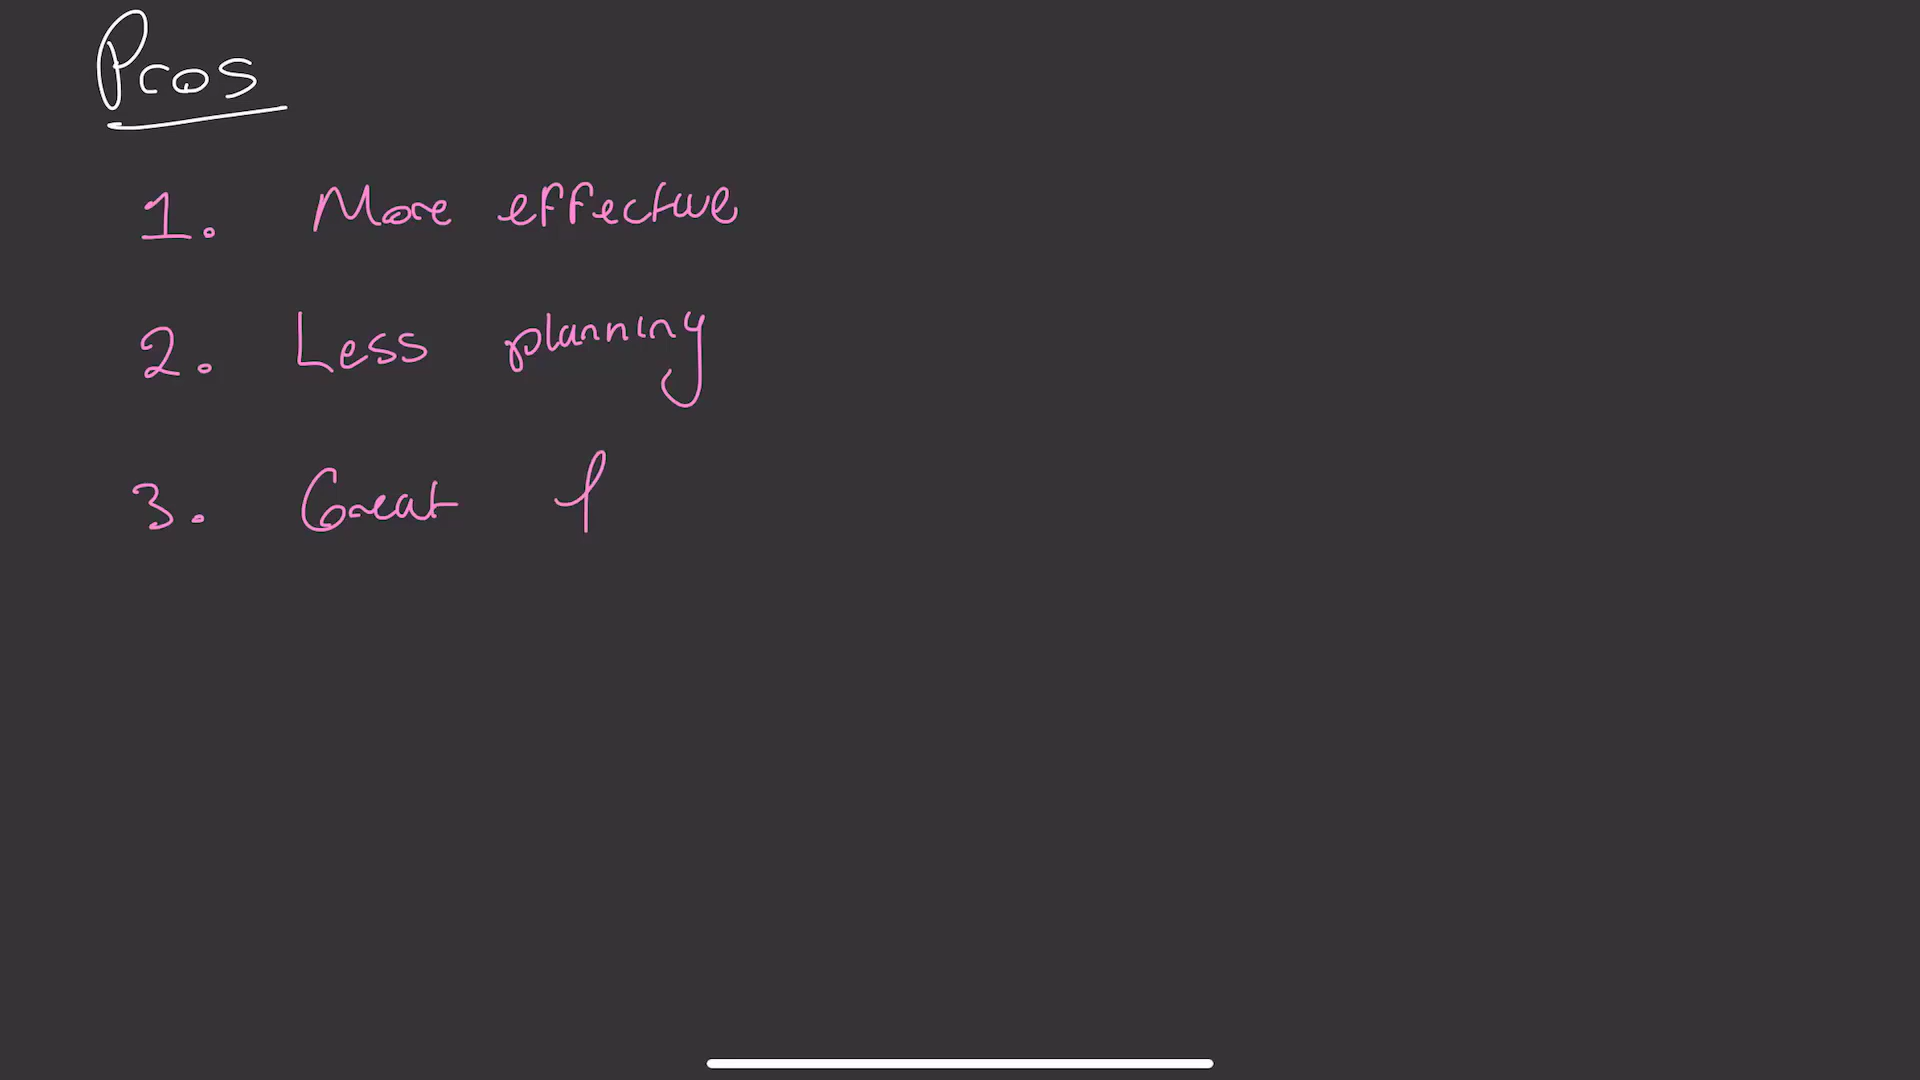 Pros
1. More effective
2. Less planning
3. Great f